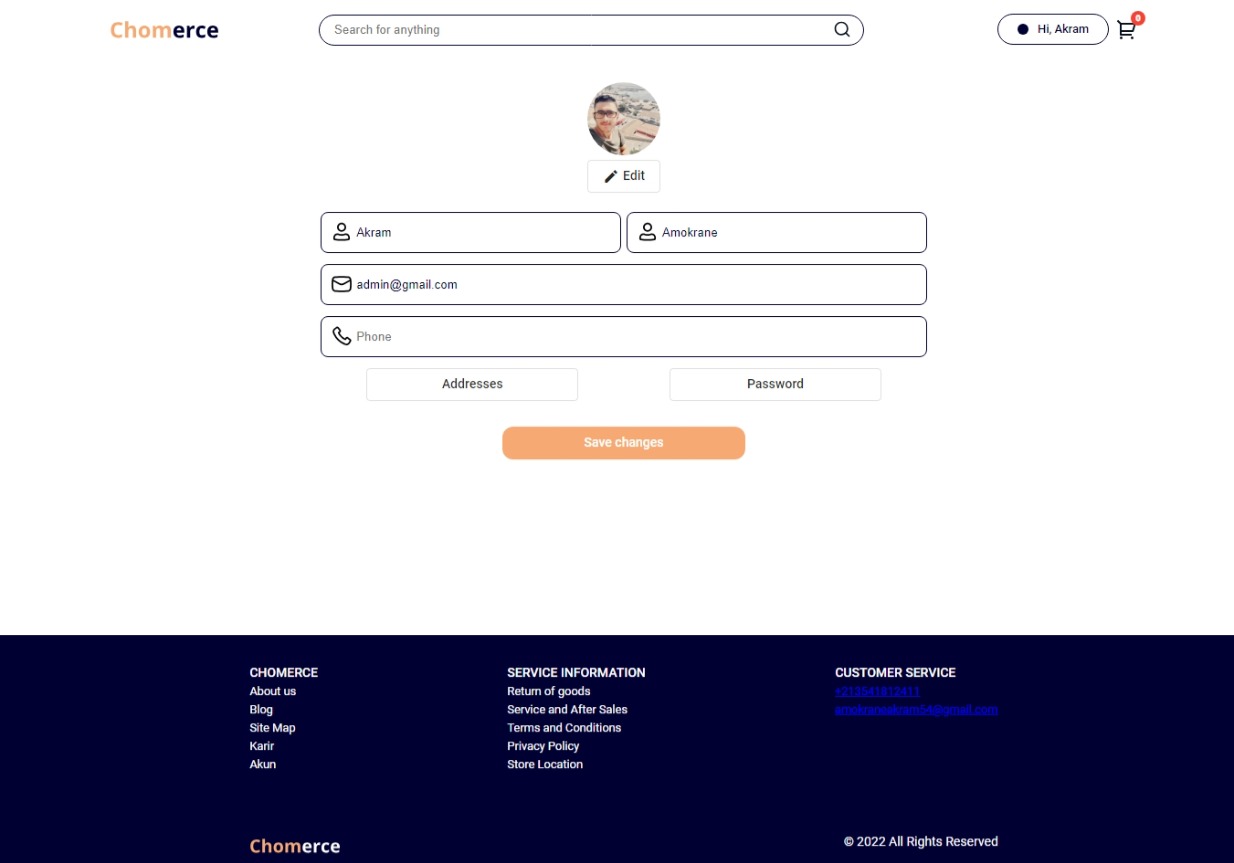 Chomerce
Search for anything
Hi, Akram
0
Edit
Akram
Amokrane
admin@gmail.com
Phone
Addresses
Password
Save changes
CHOMERCE
About us
Blog
Site Map
Karir
Akun
SERVICE INFORMATION
Return of goods
Service and After Sales
Terms and Conditions
Privacy Policy
Store Location
CUSTOMER SERVICE
+213541812411
amokraneakram54@gmail.com
Chomerce
© 2022 All Rights Reserved